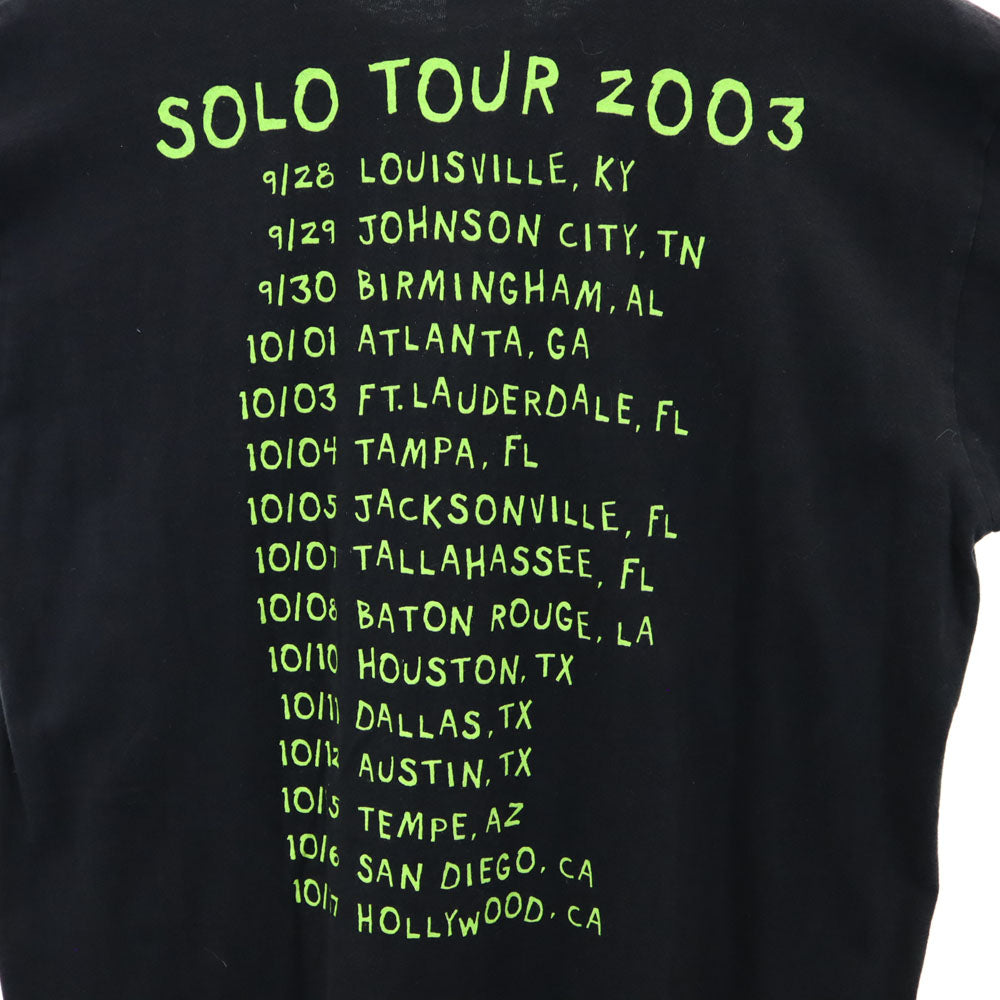 SOLO TOUR 2003
9/28 LOUISVILLE, KY
9/29 JOHNSON CITY, TN
9/30 BIRMINGHAM, AL
10/01 ATLANTA, GA
10/03 FT. LAUDERDALE, FL
10/04 TAMPA, FL
10/05 JACKSONVILLE, FL
10/07 TALLAHASSEE, FL
10/08 BATON ROUGE, LA
10/10 HOUSTON, TX
10/11 DALLAS, TX
10/12 AUSTIN, TX
10/15 TEMPE, AZ
10/16 SAN DIEGO, CA
10/17 HOLLYWOOD, CA